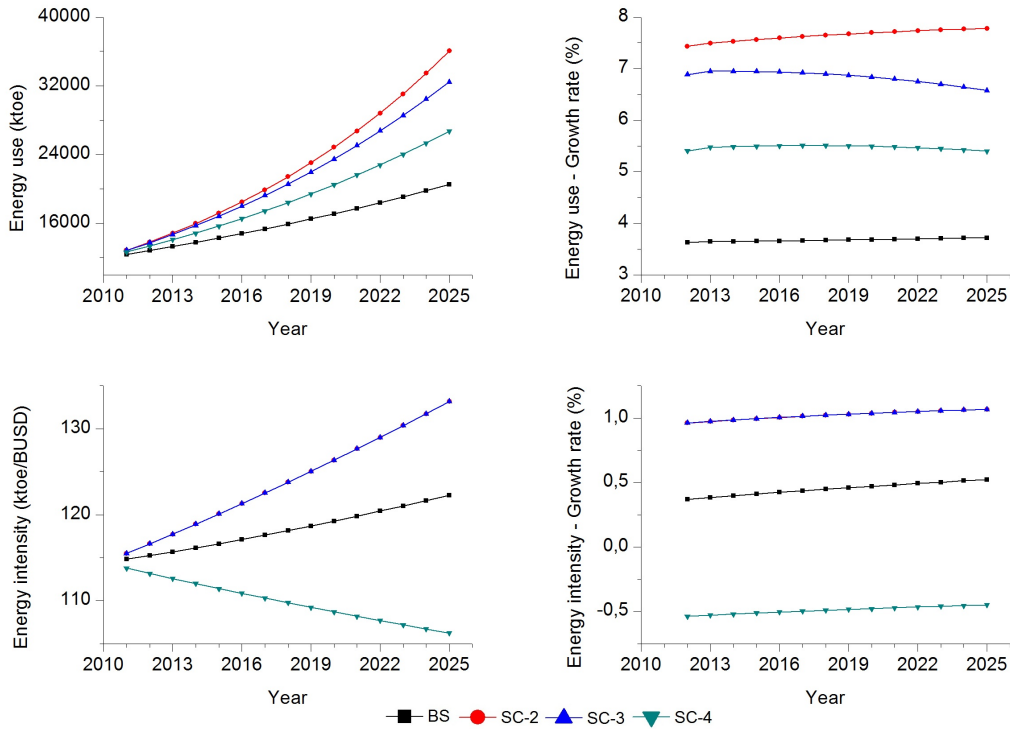 40000
32000
24000
16000
Energy use (ktoe)
2010 2013 2016 2019 2022 2025
Year
8
7
6
5
4
3
Energy use - Growth rate (%)
2010 2013 2016 2019 2022 2025
Year
130
120
110
Energy intensity (ktoe/BUSD)
2010 2013 2016 2019 2022 2025
Year
1,0
0,5
0,0
-0,5
Energy intensity - Growth rate (%)
2010 2013 2016 2019 2022 2025
Year
BS SC-2 SC-3 SC-4